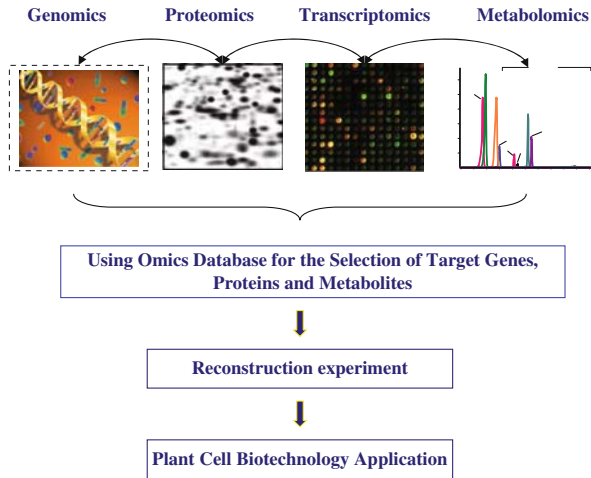 Genomics Proteomics Transcriptomics Metabolomics
Using Omics Database for the Selection of Target Genes,
Proteins and Metabolites
Reconstruction experiment
Plant Cell Biotechnology Application